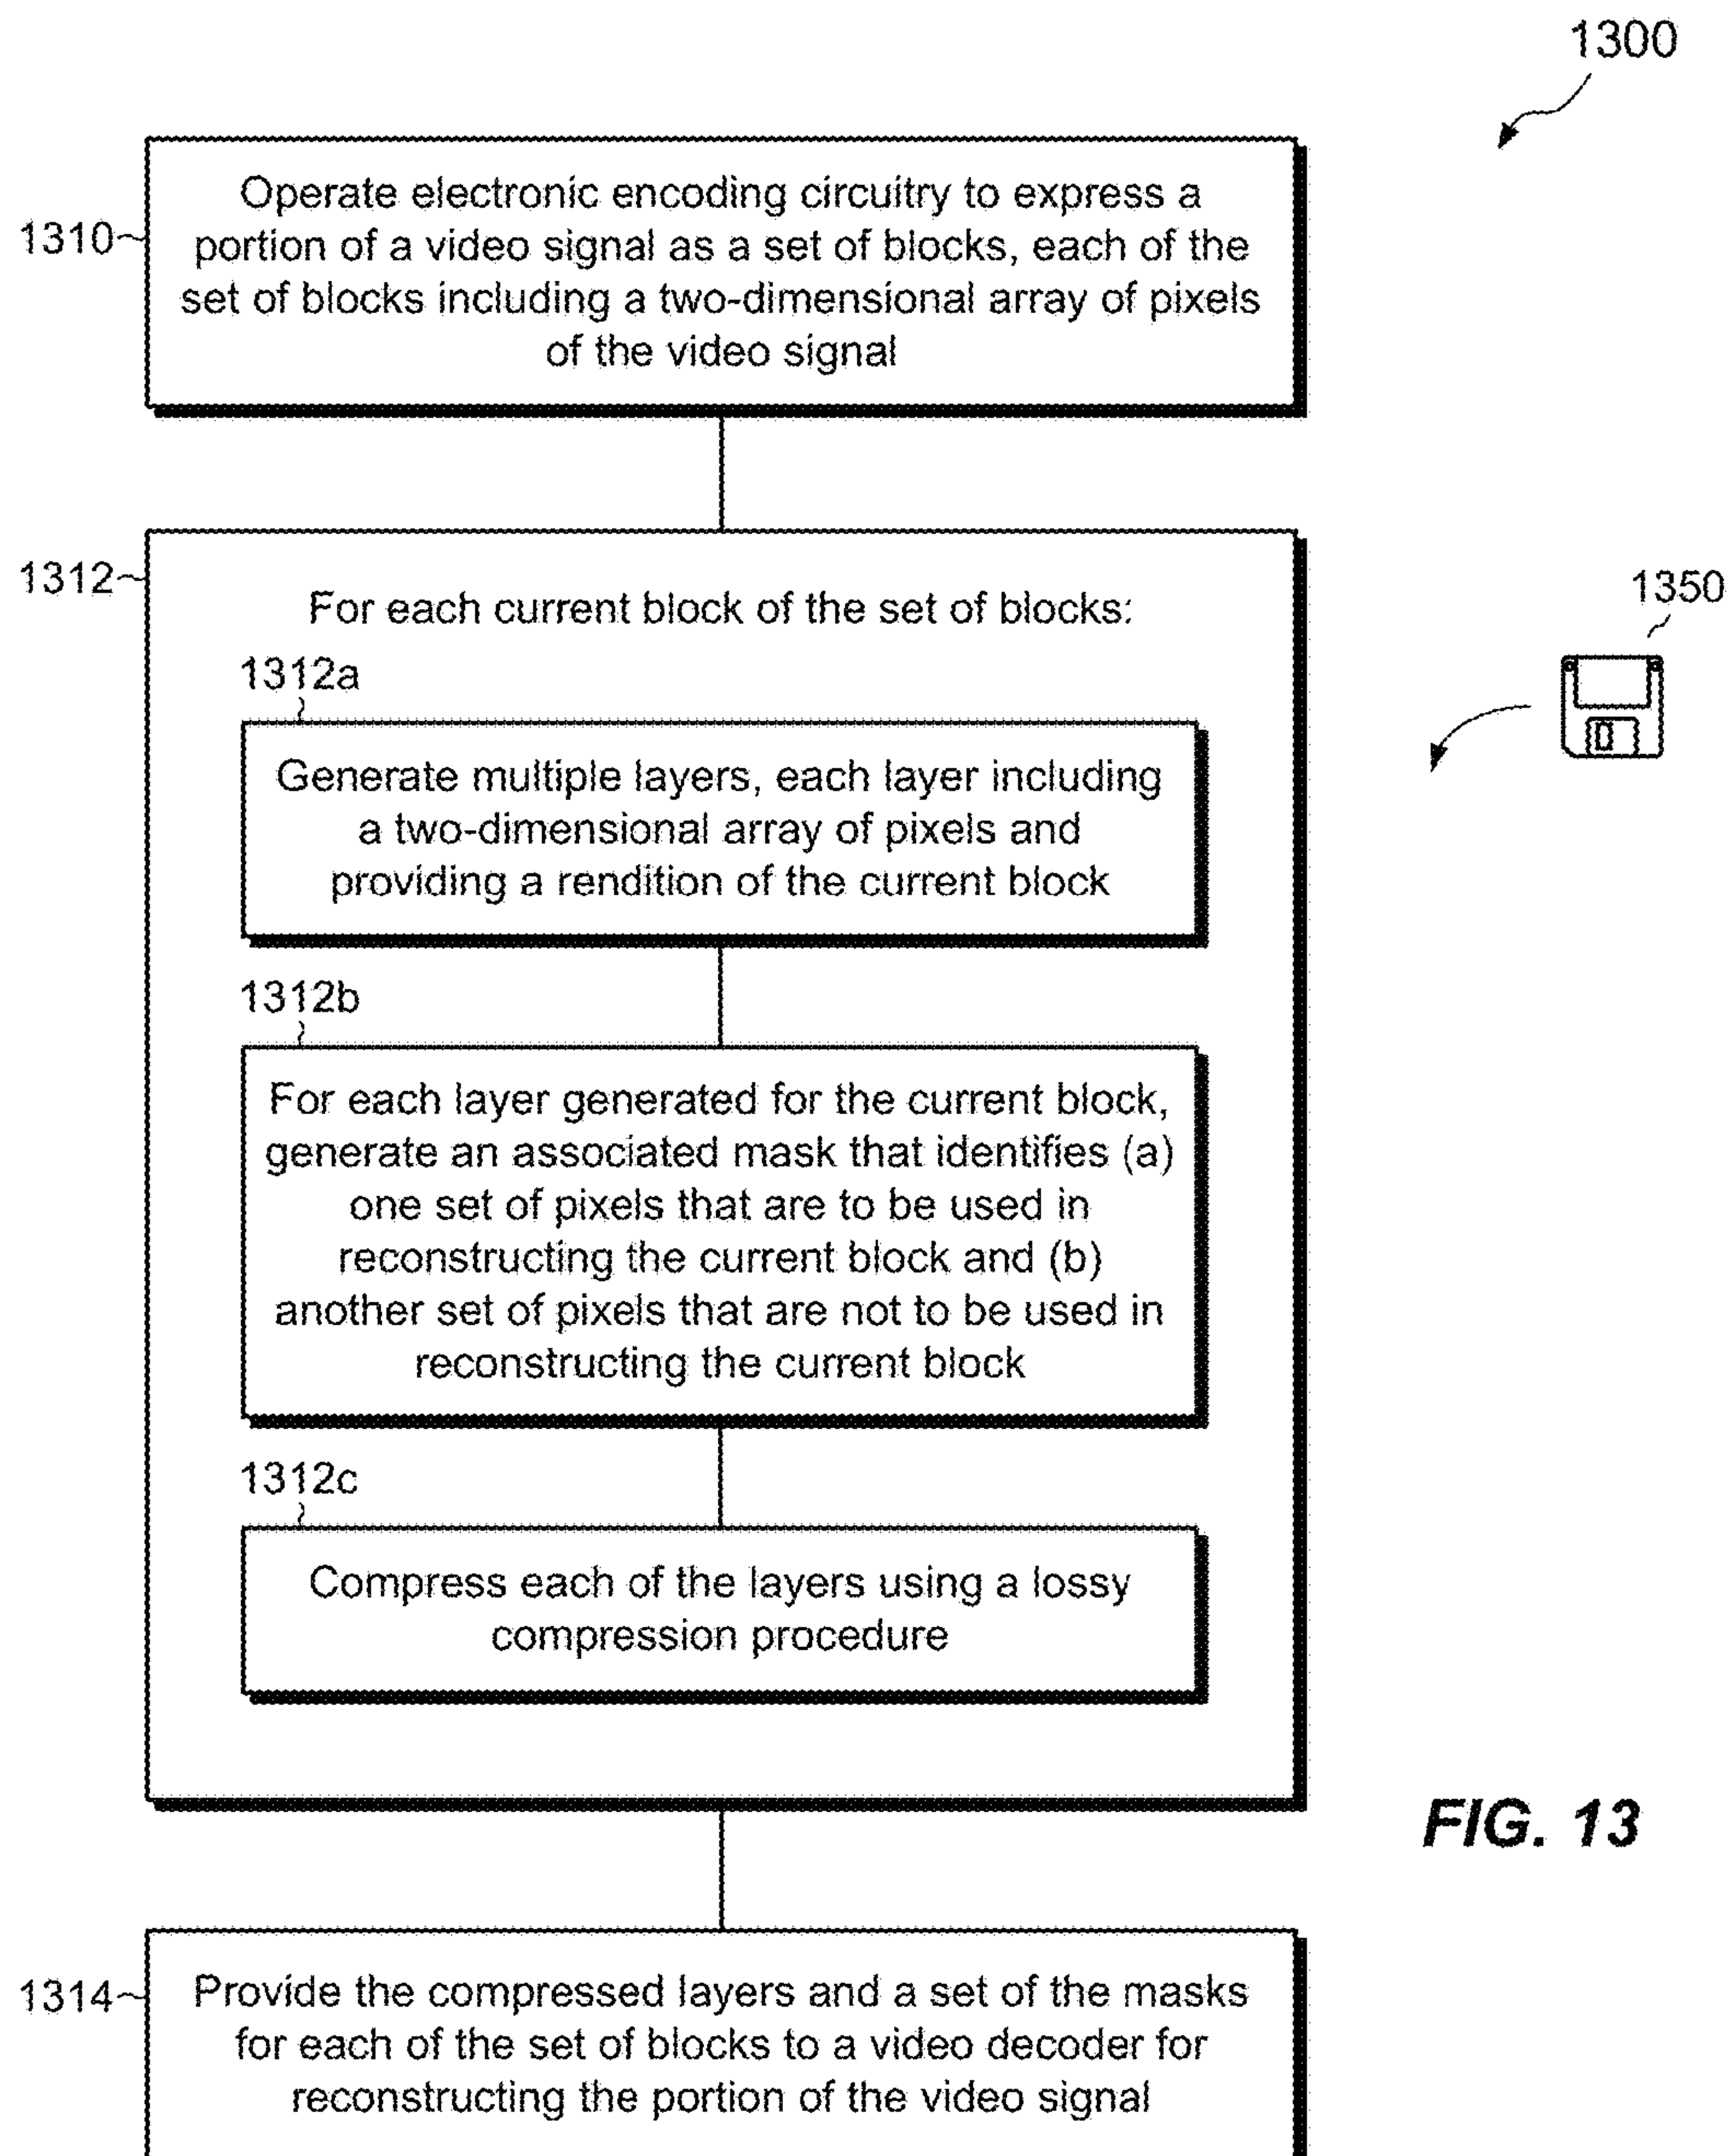 1300
1310
Operate electronic encoding circuitry to express a
portion of a video signal as a set of blocks, each of the
set of blocks including a two-dimensional array of pixels
of the video signal
1312
For each current block of the set of blocks:
1350
1312a
Generate multiple layers, each layer including
a two-dimensional array of pixels and
providing a rendition of the current block
1312b
For each layer generated for the current block,
generate an associated mask that identifies (a)
one set of pixels that are to be used in
reconstructing the current block and (b)
another set of pixels that are not to be used in
reconstructing the current block
1312c
Compress each of the layers using a lossy
compression procedure
FIG. 13
1314
Provide the compressed layers and a set of the masks
for each of the set of blocks to a video decoder for
reconstructing the portion of the video signal